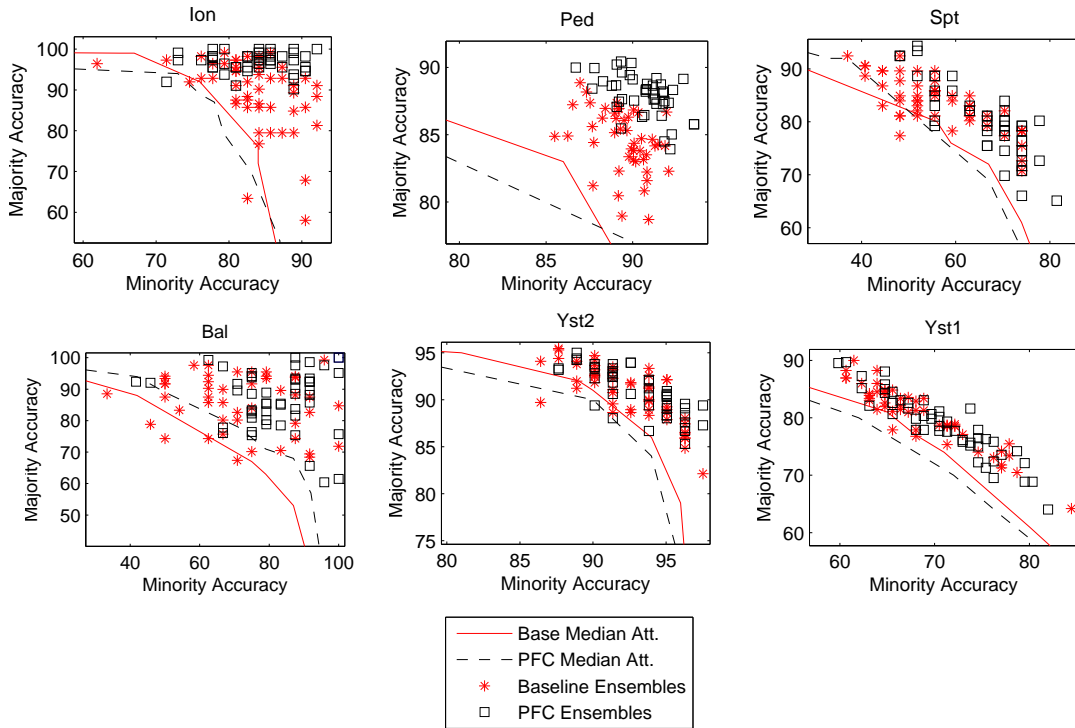 Ion
Majority Accuracy
100
90
80
70
60
60 70 80 90
Minority Accuracy
Ped
Majority Accuracy
90
85
80
80 85 90
Minority Accuracy
Spt
Majority Accuracy
90
80
70
60
40 50 60 70 80
Minority Accuracy
Bal
Majority Accuracy
100
90
80
70
60
50
40 60 80 100
Minority Accuracy
Yst2
Majority Accuracy
95
90
85
80
75
80 85 90 95
Minority Accuracy
Yst1
Majority Accuracy
90
80
70
60
60 70 80
Minority Accuracy
Base Median Att.
PFC Median Att.
Baseline Ensembles
PFC Ensembles